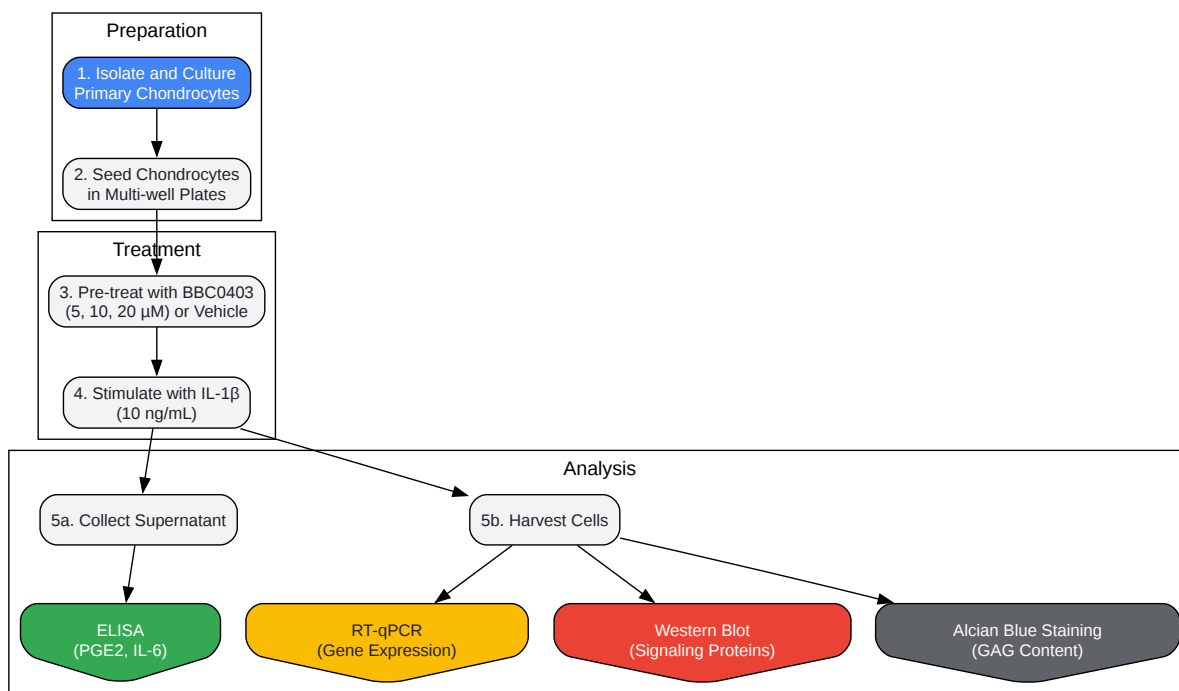 Preparation
1. Isolate and Culture
Primary Chondrocytes
2. Seed Chondrocytes
in Multi-well Plates
Treatment
3. Pre-treat with BBC0403
(5, 10, 20 µM) or Vehicle
4. Stimulate with IL-1β
(10 ng/mL)
Analysis
5a. Collect Supernatant
5b. Harvest Cells
ELISA
(PGE2, IL-6)
RT-qPCR
(Gene Expression)
Western Blot
(Signaling Proteins)
Alcian Blue Staining
(GAG Content)